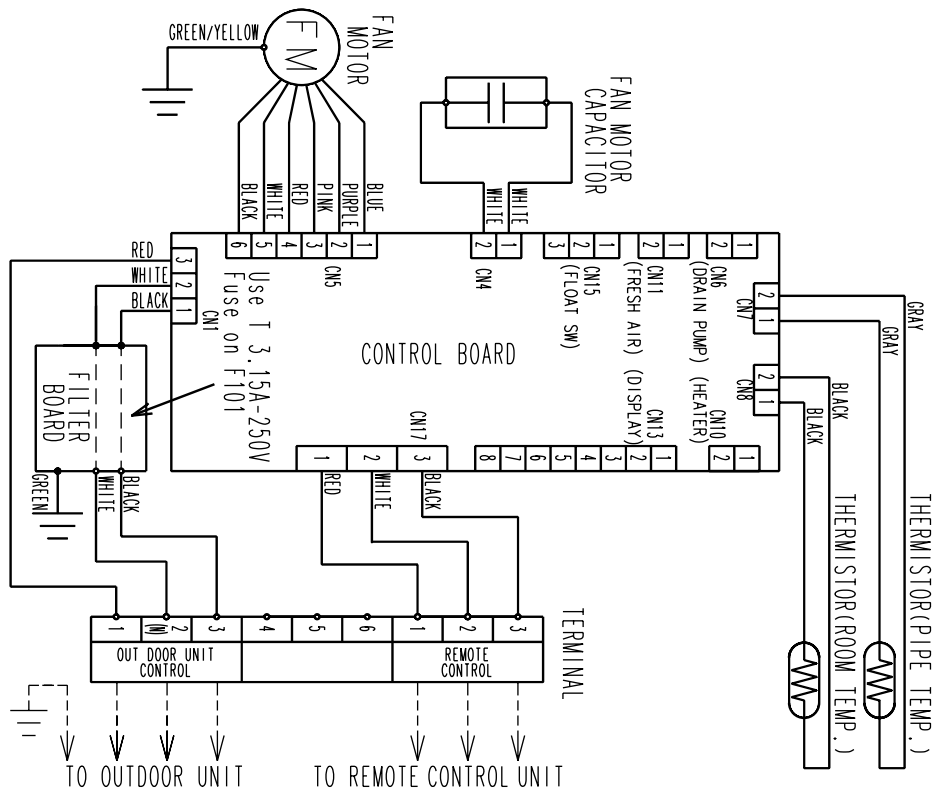 GREEN/YELLOW
FM
FAN
MOTOR
FAN MOTOR
CAPACITOR
BLACK
WHITE
RED
PINK
PURPLE
BLUE
WHITE
WHITE
6 5 4 3 2 1
CN5
2 1
CN4
3 2 1
CN15
(FLOAT SW)
2 1
CN11
(FRESH AIR)
2 1
CN6
(DRAIN PUMP)
2
1
CN7
GRAY
GRAY
2
1
CN8
BLACK
BLACK
RED
WHITE
BLACK
3
2
1
CN1
Use T 3.15A-250V
Fuse on F101
CONTROL BOARD
(DISPLAY)
CN13
(HEATER)
CN10
FILTER
BOARD
GREEN
WHITE
BLACK
CN17
1 2 3
RED
WHITE
BLACK
8 7 6 5 4 3 2 1
2 1
THERMISTOR(ROOM TEMP.)
THERMISTOR(PIPE TEMP.)
TERMINAL
1 2(N) 3 4 5 6 1 2 3
OUT DOOR UNIT
CONTROL
REMOTE
CONTROL
TO OUTDOOR UNIT
TO REMOTE CONTROL UNIT